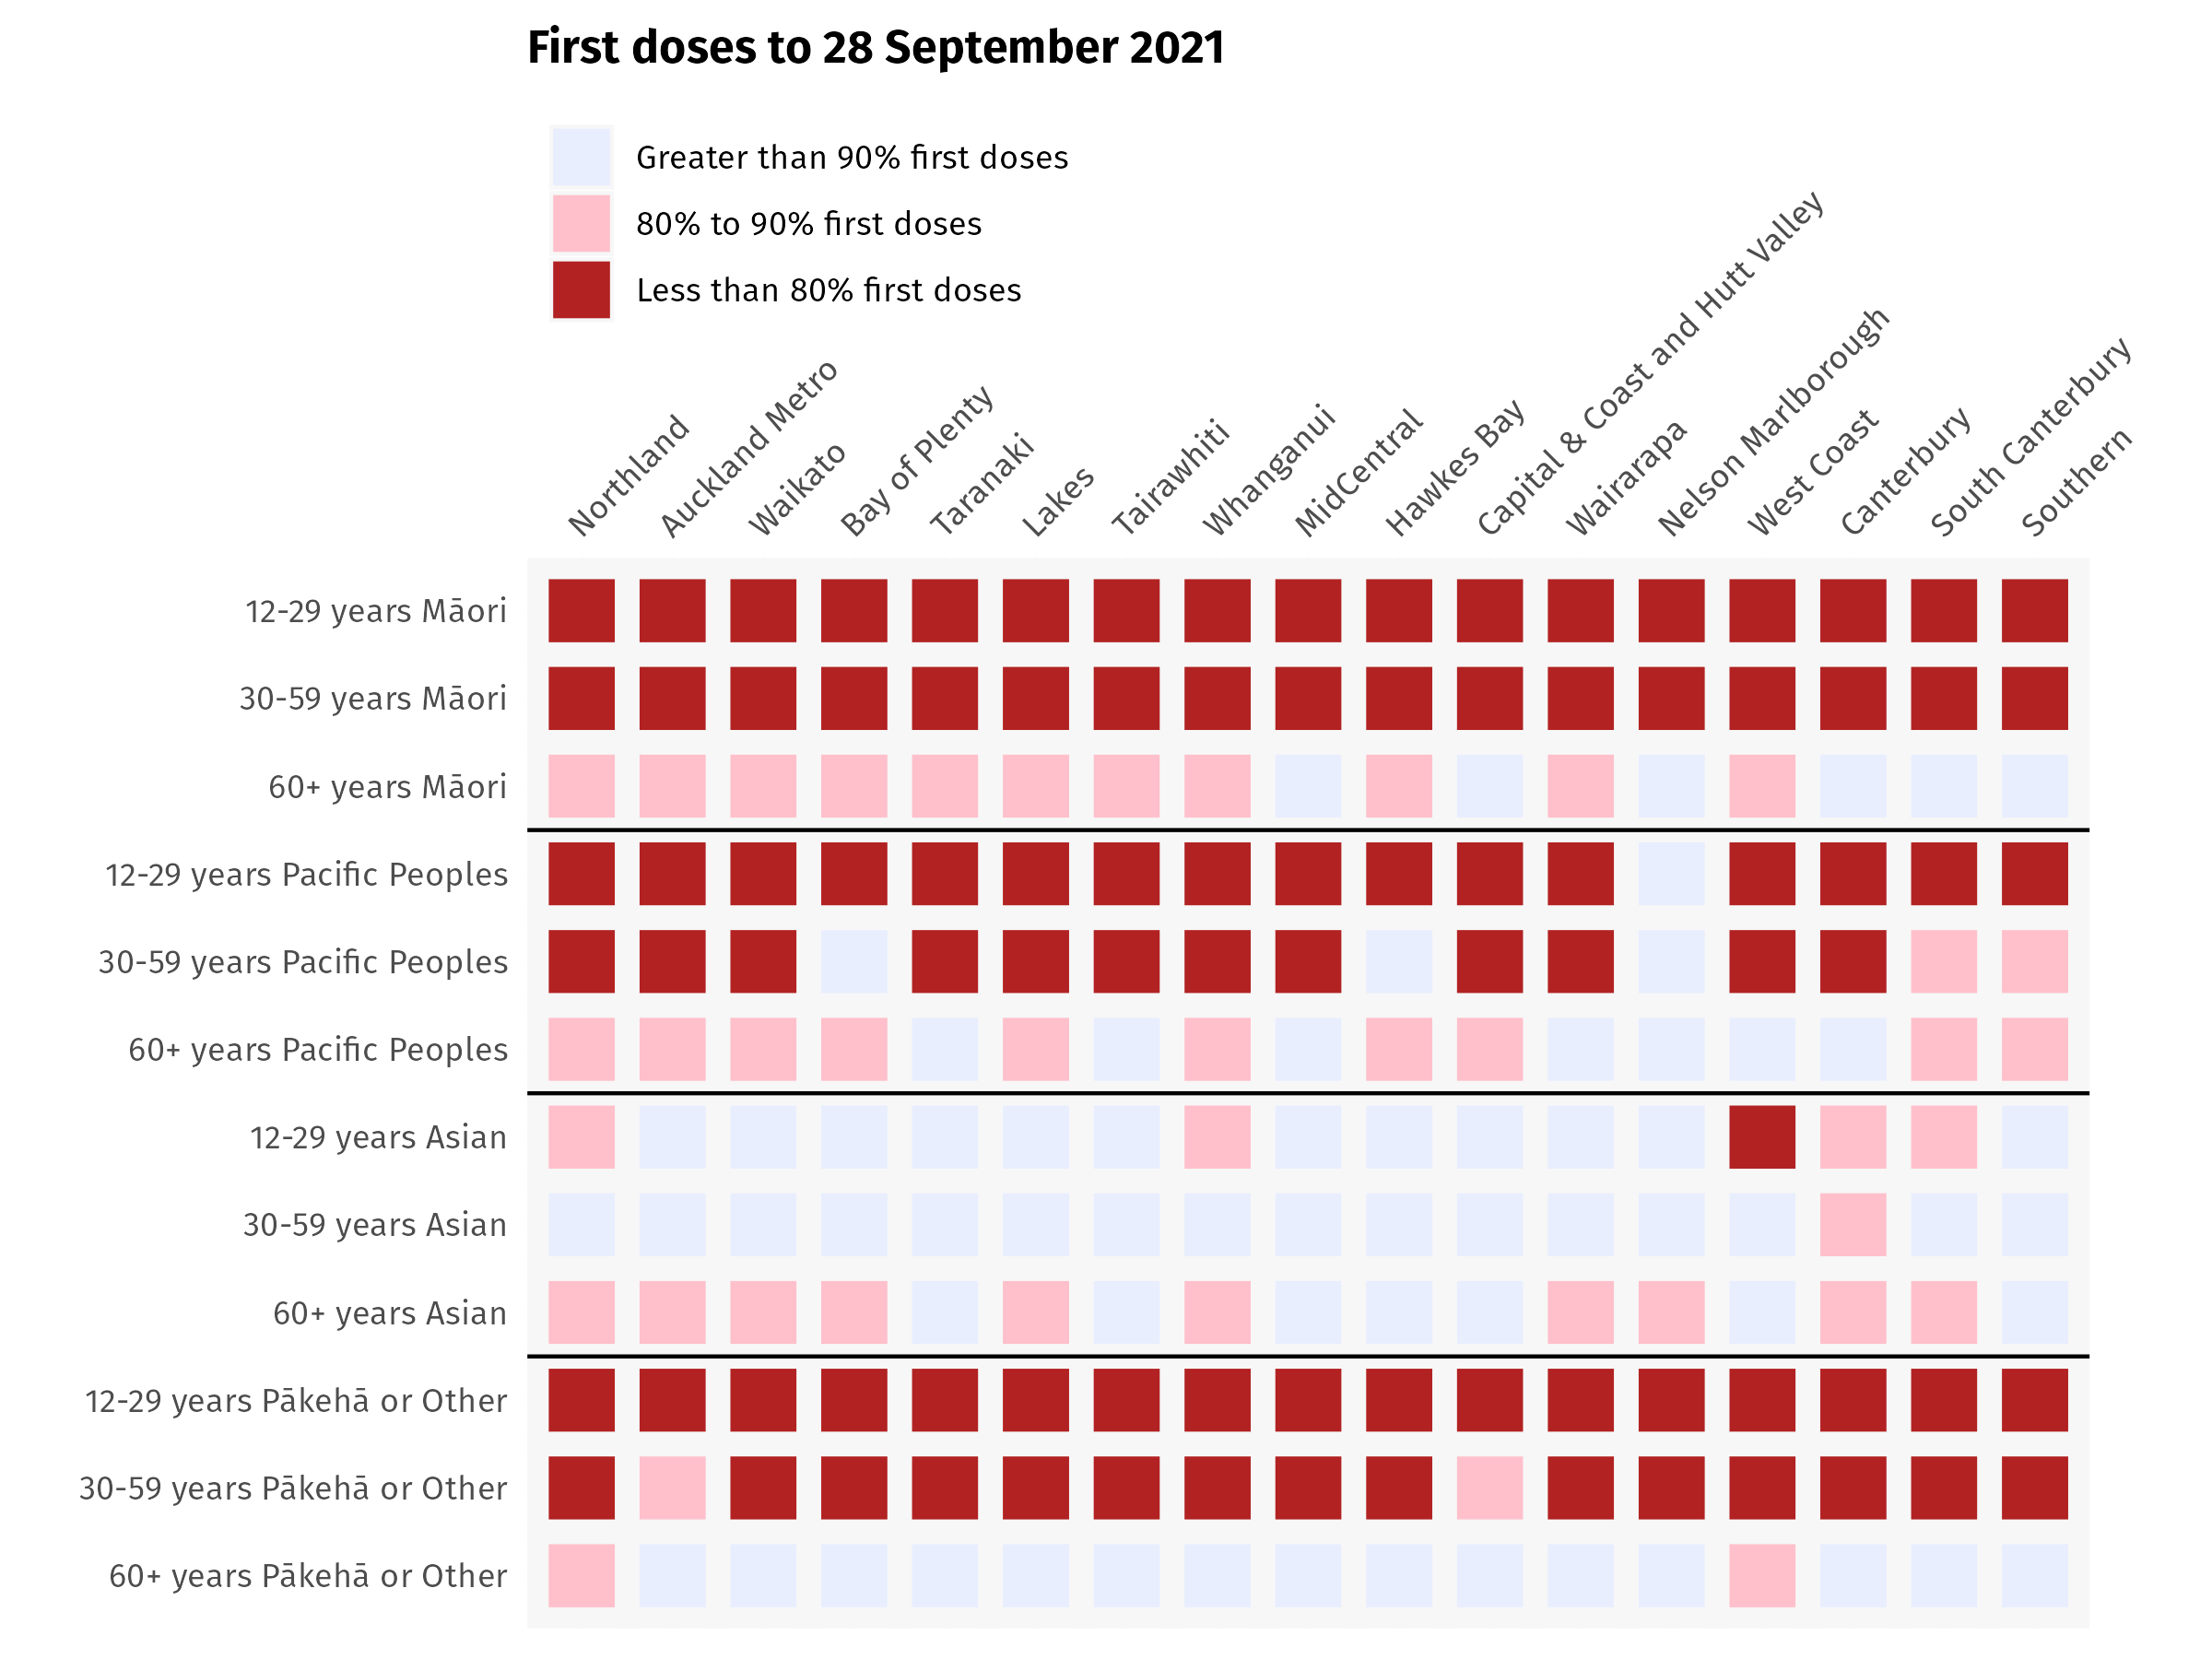 First doses to 28 September 2021
Greater than 90% first doses
80% to 90% first doses
Less than 80% first doses
Northland
Auckland Metro
Waikato
Bay of Plenty
Taranaki
Lakes
Tairawhiti
Whanganui
MidCentral
Hawkes Bay
Capital & Coast and Hutt Valley
Wairarapa
Nelson Marlborough
West Coast
Canterbury
South Canterbury
Southern
12-29 years Māori
30-59 years Māori
60+ years Māori
12-29 years Pacific Peoples
30-59 years Pacific Peoples
60+ years Pacific Peoples
12-29 years Asian
30-59 years Asian
60+ years Asian
12-29 years Pākehā or Other
30-59 years Pākehā or Other
60+ years Pākehā or Other